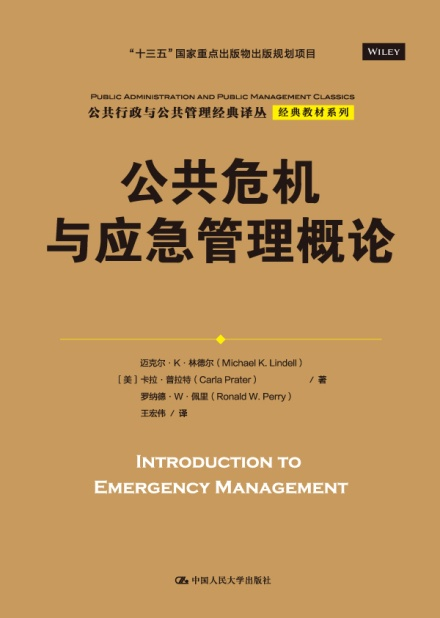 “十三五”国家重点出版物出版规划项目
WILEY
PUBLIC ADMINISTRATION AND PUBLIC MANAGEMENT CLASSICS
公共行政与公共管理经典译丛 经典教材系列
公共危机
与应急管理概论
迈克尔·K·林德尔(Michael K. Lindell)
[美]卡拉·普拉特(Carla Prater) /著
罗纳德·W·佩里(Ronald W. Perry)
王宏伟 / 译
INTRODUCTION TO
EMERGENCY MANAGEMENT
中国人民大学出版社